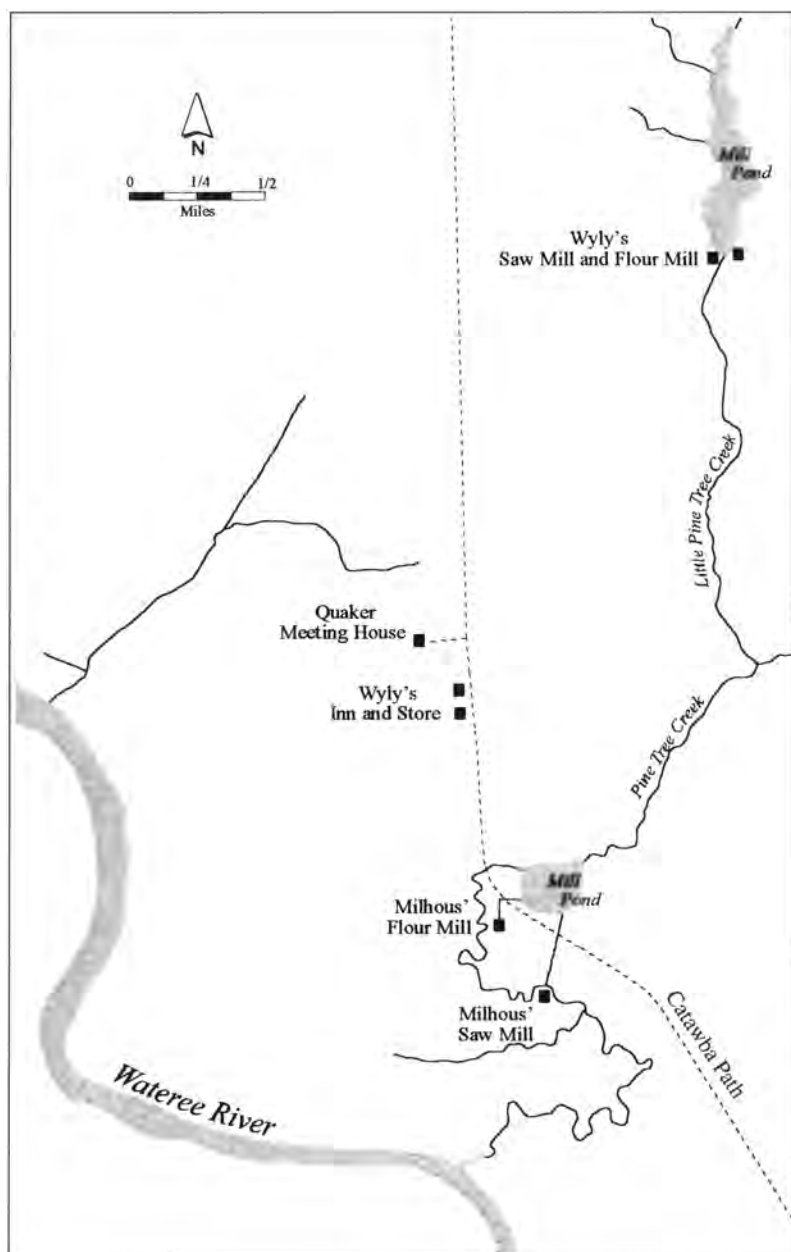 N
0 1/4 1/2
Miles
Mill
Pond
Wyly's
Saw Mill and Flour Mill
Little Pine Tree Creek
Quaker
Meeting House
Wyly's
Inn and Store
Pine Tree Creek
Mill
Pond
Milhous'
Flour Mill
Milhous'
Saw Mill
Catawba Path
Wateree River